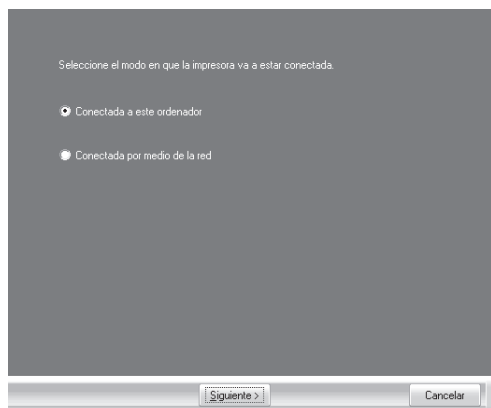 Seleccione el modo en que la impresora va a estar conectada.
Conectada a este ordenador
Conectada por medio de la red
Siguiente >
Cancelar